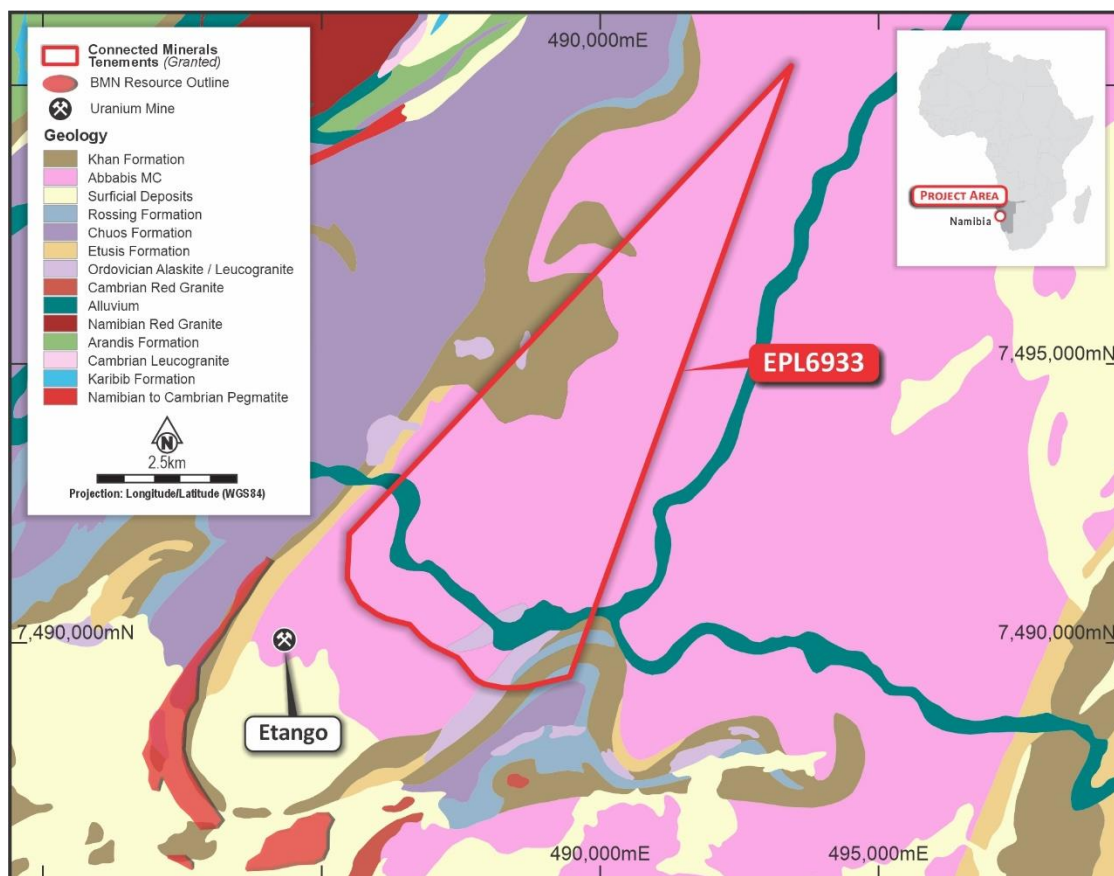 Connected Minerals
Tenements (Granted)
BMN Resource Outline
Uranium Mine
Geology
Khan Formation
Abbabis MC
Surficial Deposits
Rossing Formation
Chuos Formation
Etusis Formation
Ordovician Alaskite / Leucogranite
Cambrian Red Granite
Alluvium
Namibian Red Granite
Arandis Formation
Cambrian Leucogranite
Karibib Formation
Namibian to Cambrian Pegmatite
N
2.5km
Projection: Longitude/Latitude (WGS84)
490,000mE
PROJECT AREA
Namibia
7,495,000mN
EPL6933
7,490,000mN
7,490,000mN
Etango
490,000mE
495,000mE